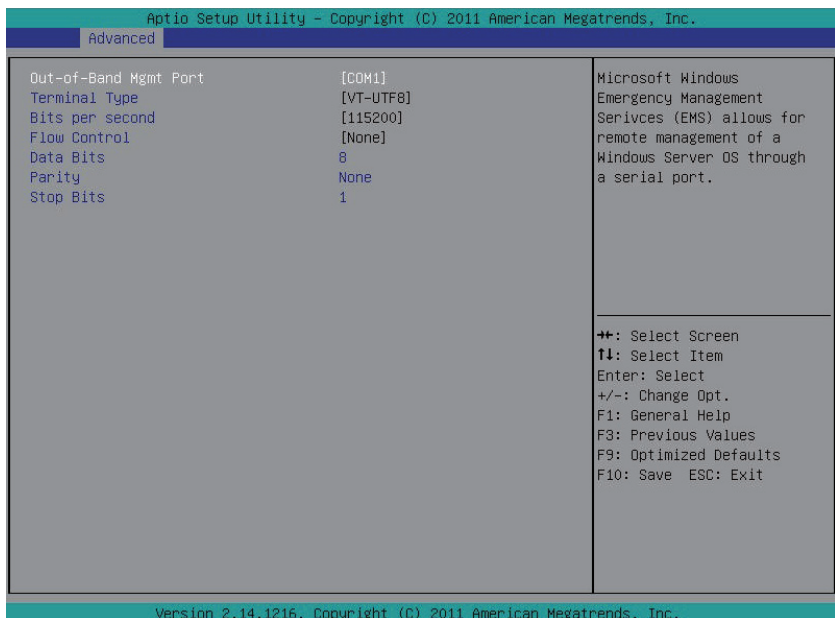 Aptio Setup Utility - Copyright (C) 2011 American Megatrends, Inc.
Advanced
Out-of-Band Mgmt Port [COM1]
Terminal Type [VT-UTF8]
Bits per second [115200]
Flow Control [None]
Data Bits 8
Parity None
Stop Bits 1
Microsoft Windows
Emergency Management
Serivces (EMS) allows for
remote management of a
Windows Server OS through
a serial port.
→←: Select Screen
↑↓: Select Item
Enter: Select
+/-: Change Opt.
F1: General Help
F3: Previous Values
F9: Optimized Defaults
F10: Save ESC: Exit
Version 2.14.1216. Copyright (C) 2011 American Megatrends, Inc.